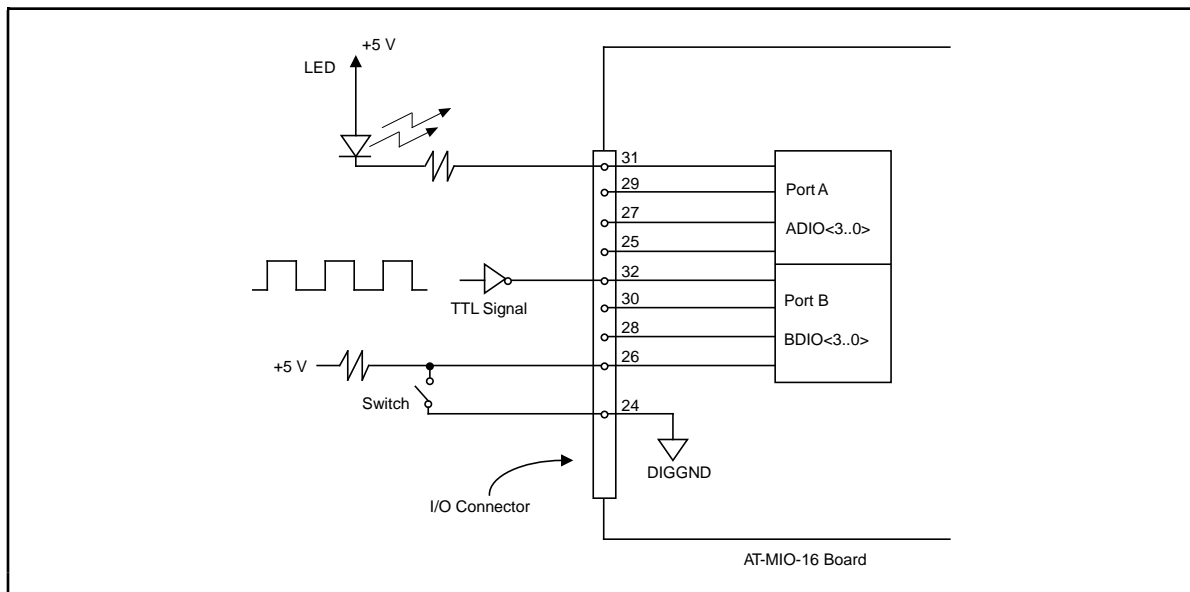 +5 V
LED
31
29
Port A
27
ADIO<3..0>
25
32
TTL Signal
30
Port B
28
BDIO<3..0>
26
+5 V
Switch
24
DIGGND
I/O Connector
AT-MIO-16 Board